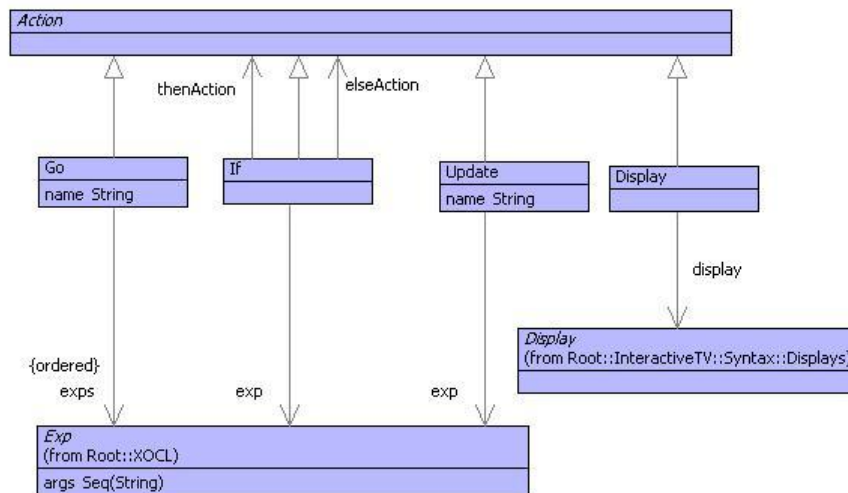 Action
thenAction
elseAction
Go
name String
If
Update
name String
Display
display
Display
(from Root::InteractiveTV::Syntax::Displays)
{ordered}
exps
exp
exp
Exp
(from Root::XOCL)
args Seq(String)